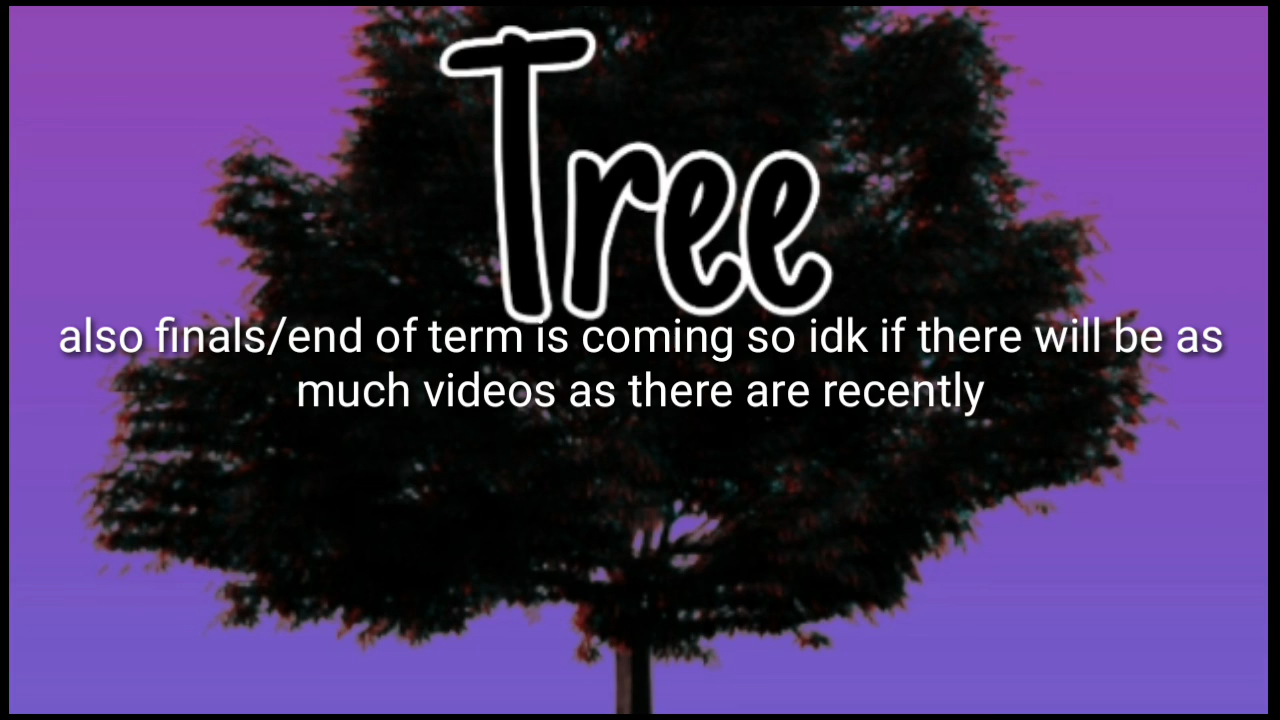 Tree
also finals/end of term is coming so idk if there will be as
much videos as there are recently